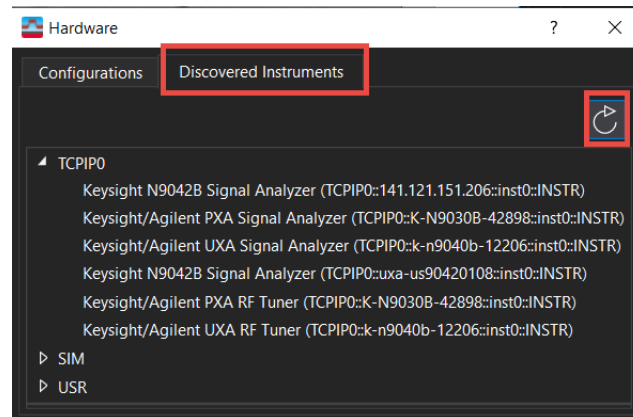 Hardware
?
Configurations
Discovered Instruments
TCPIP0
Keysight N9042B Signal Analyzer (TCPIP0::141.121.151.206::inst0::INSTR)
Keysight/Agilent PXA Signal Analyzer (TCPIP0::K-N9030B-42898::inst0::INSTR)
Keysight/Agilent UXA Signal Analyzer (TCPIP0::k-n9040b-12206::inst0::INSTR)
Keysight N9042B Signal Analyzer (TCPIP0::uxa-us90420108::inst0::INSTR)
Keysight/Agilent PXA RF Tuner (TCPIP0::K-N9030B-42898::inst0::INSTR)
Keysight/Agilent UXA RF Tuner (TCPIP0::k-n9040b-12206::inst0::INSTR)
SIM
USR